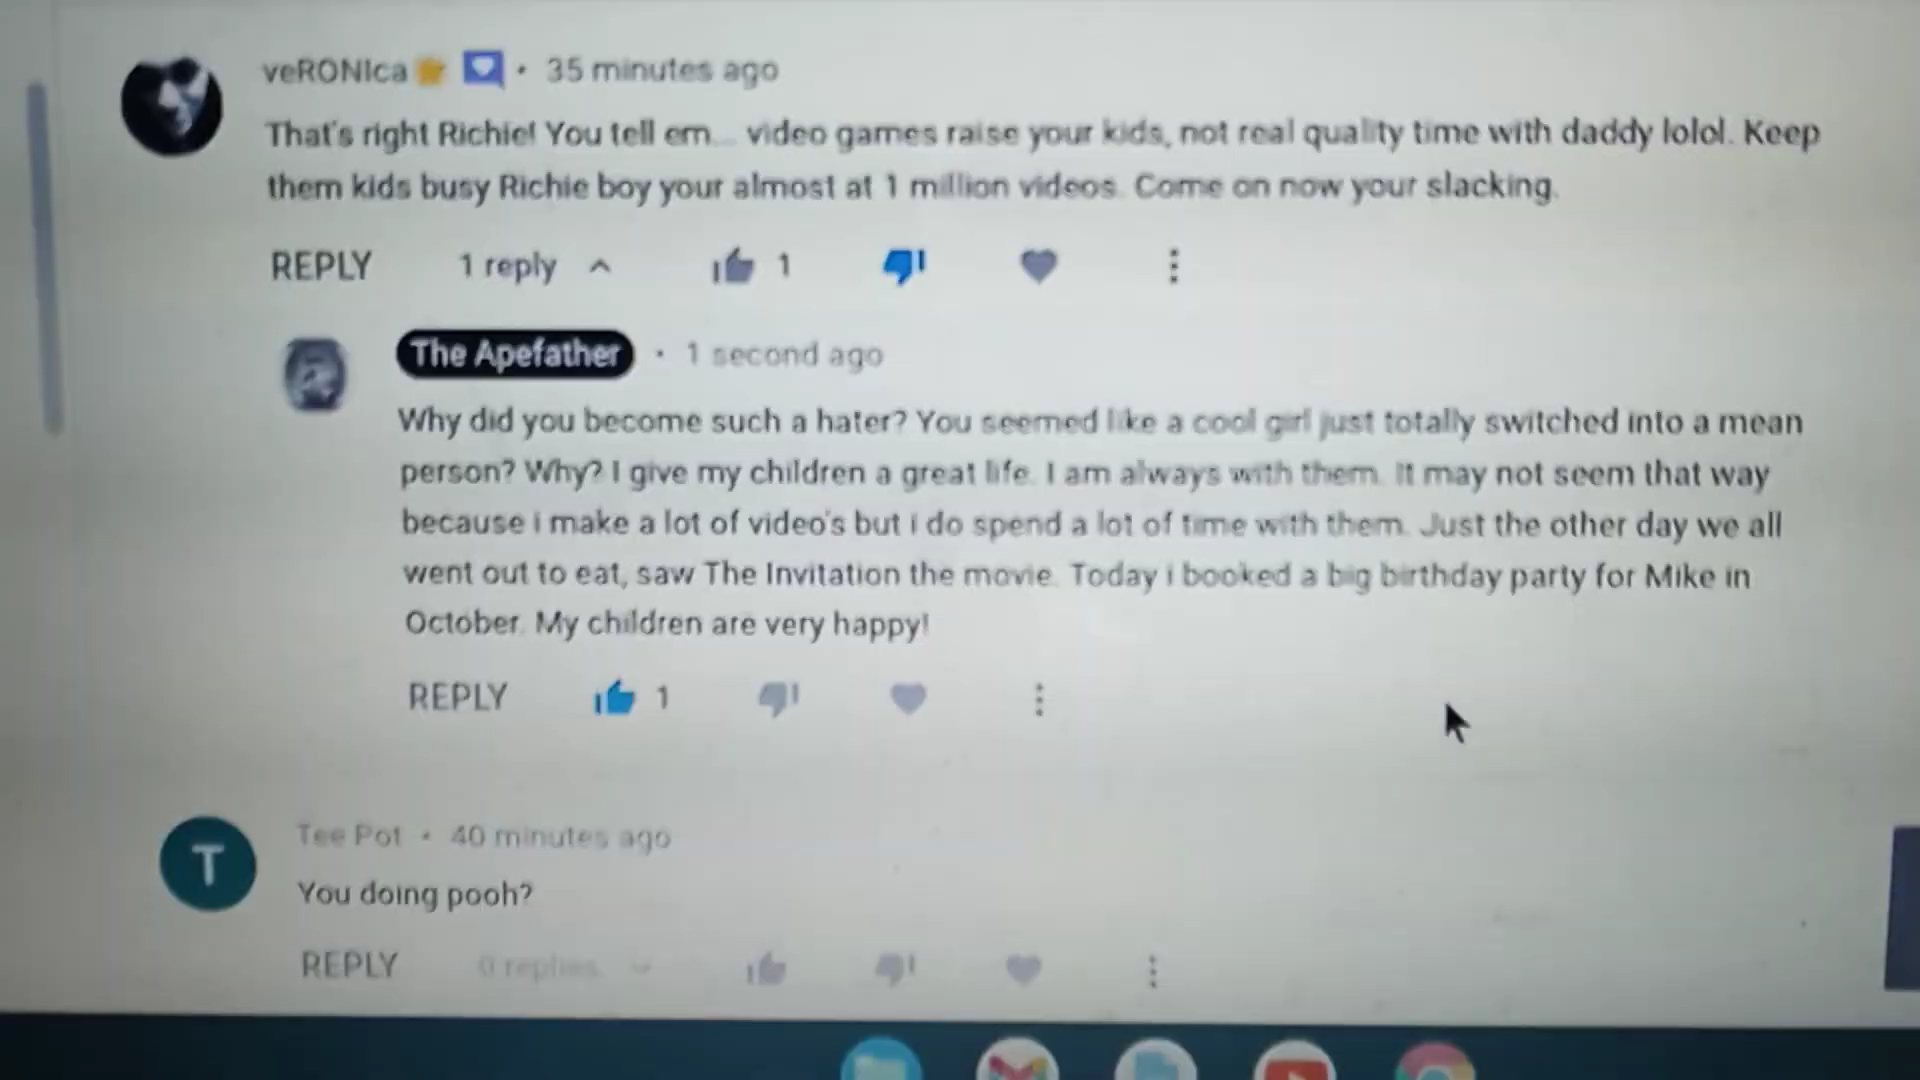 veRONIca • 35 minutes ago
That's right Richie! You tell em... video games raise your kids, not real quality time with daddy lolol. Keep
them kids busy Richie boy your almost at 1 million videos. Come on now your slacking.
REPLY 1 reply 1
The Apefather • 1 second ago
Why did you become such a hater? You seemed like a cool girl just totally switched into a mean
person? Why? I give my children a great life. I am always with them. It may not seem that way
because i make a lot of video's but i do spend a lot of time with them. Just the other day we all
went out to eat, saw The Invitation the movie. Today i booked a big birthday party for Mike in
October. My children are very happy!
REPLY 1
T
Tee Pot • 40 minutes ago
You doing pooh?
REPLY 0 replies